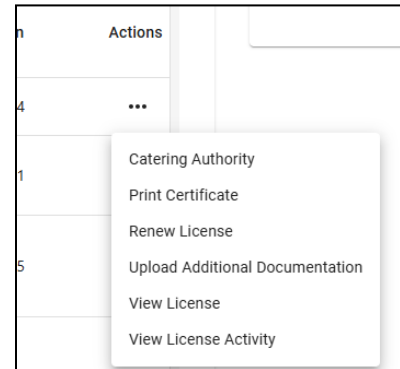 n Actions
4
Catering Authority
1
Print Certificate
Renew License
5 Upload Additional Documentation
View License
View License Activity